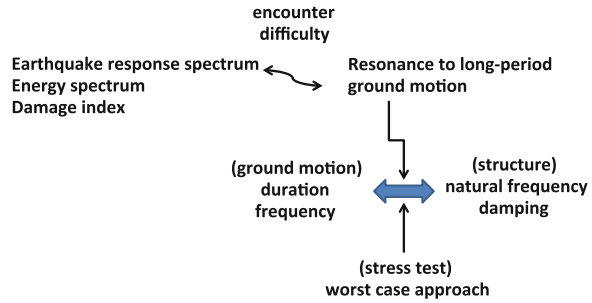 encounter
difficulty
Earthquake response spectrum
Energy spectrum
Damage index
Resonance to long-period
ground motion
(ground motion)
duration
frequency
(structure)
natural frequency
damping
(stress test)
worst case approach